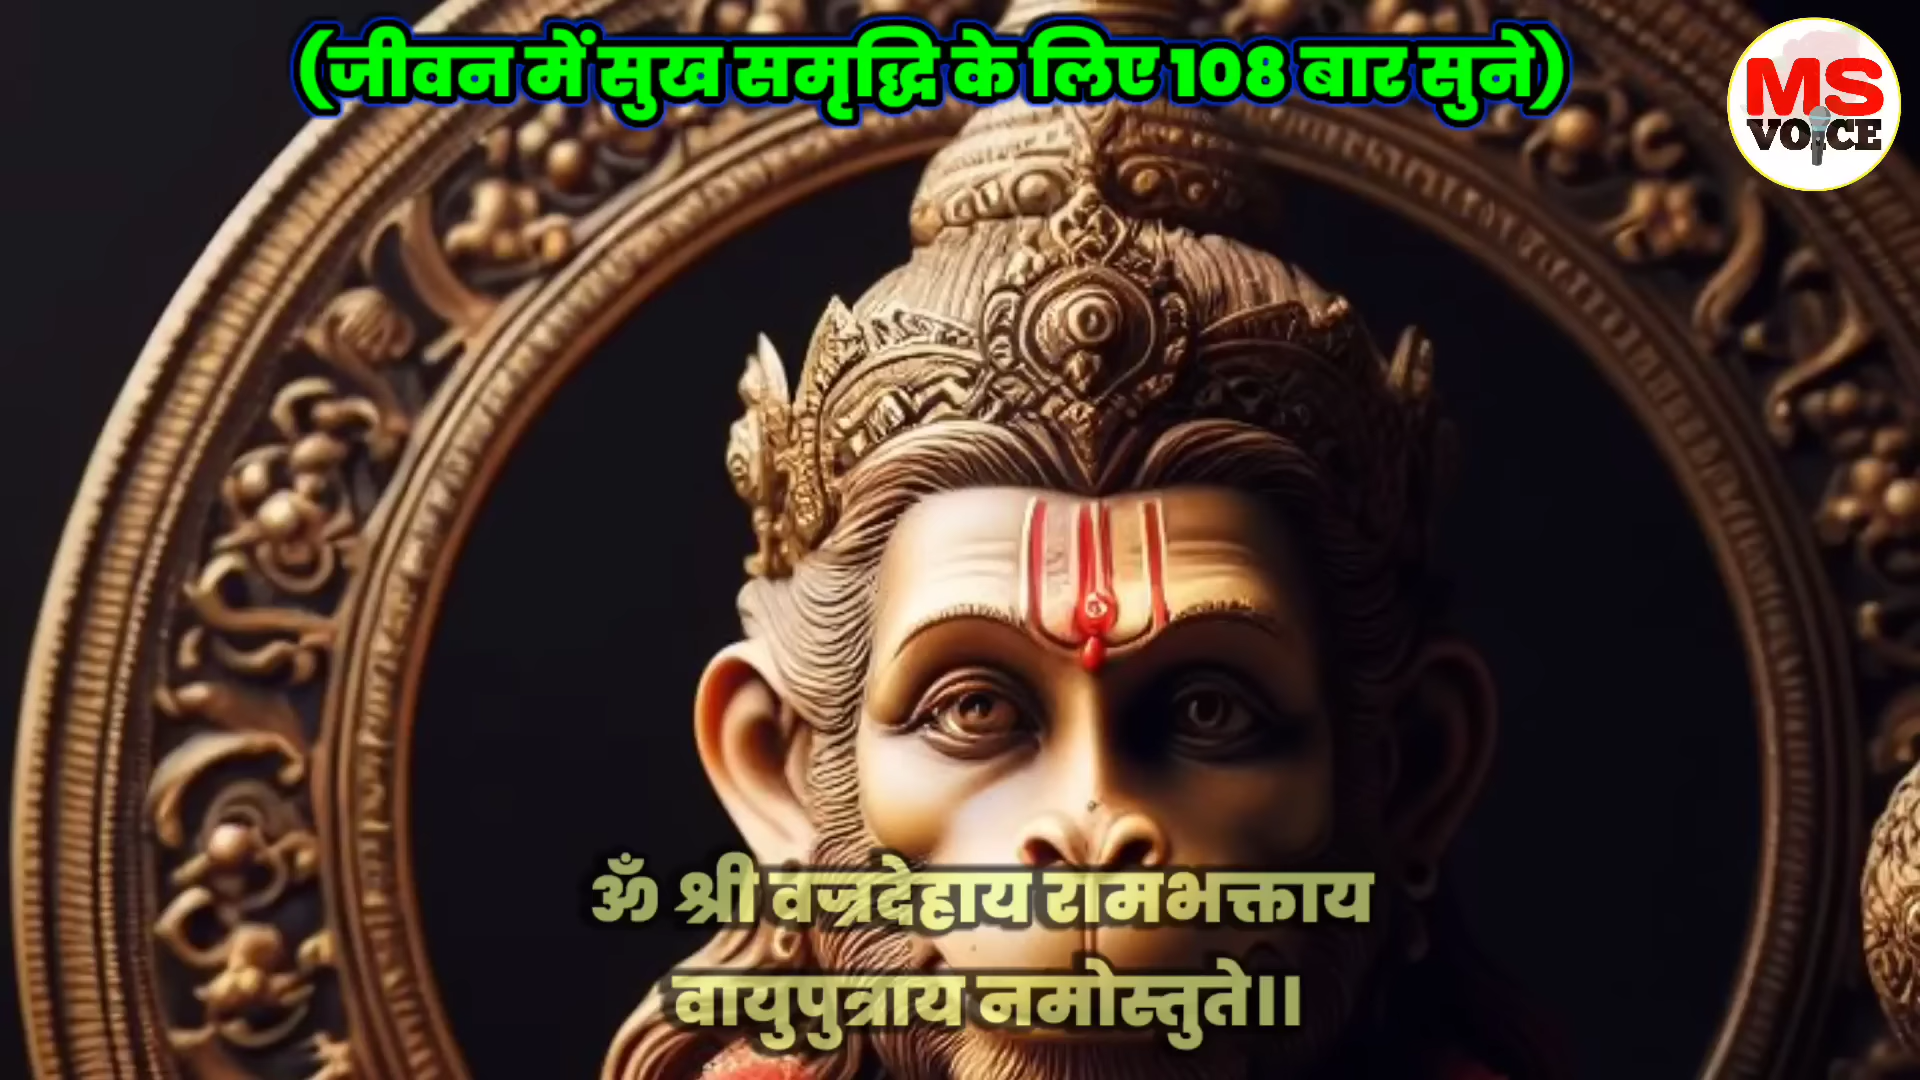 (जीवन में सुख समृद्धि के लिए 108 बार सुने)
MS
VOICE
ॐ श्री वज्रदेहाय रामभक्ताय
वायुपुत्राय नमोस्तुते।।